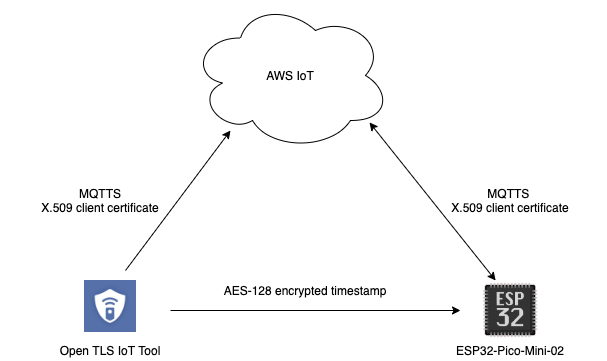 AWS IoT
MQTTS
X.509 client certificate
MQTTS
X.509 client certificate
AES-128 encrypted timestamp
ESP
32
Open TLS IoT Tool
ESP32-Pico-Mini-02